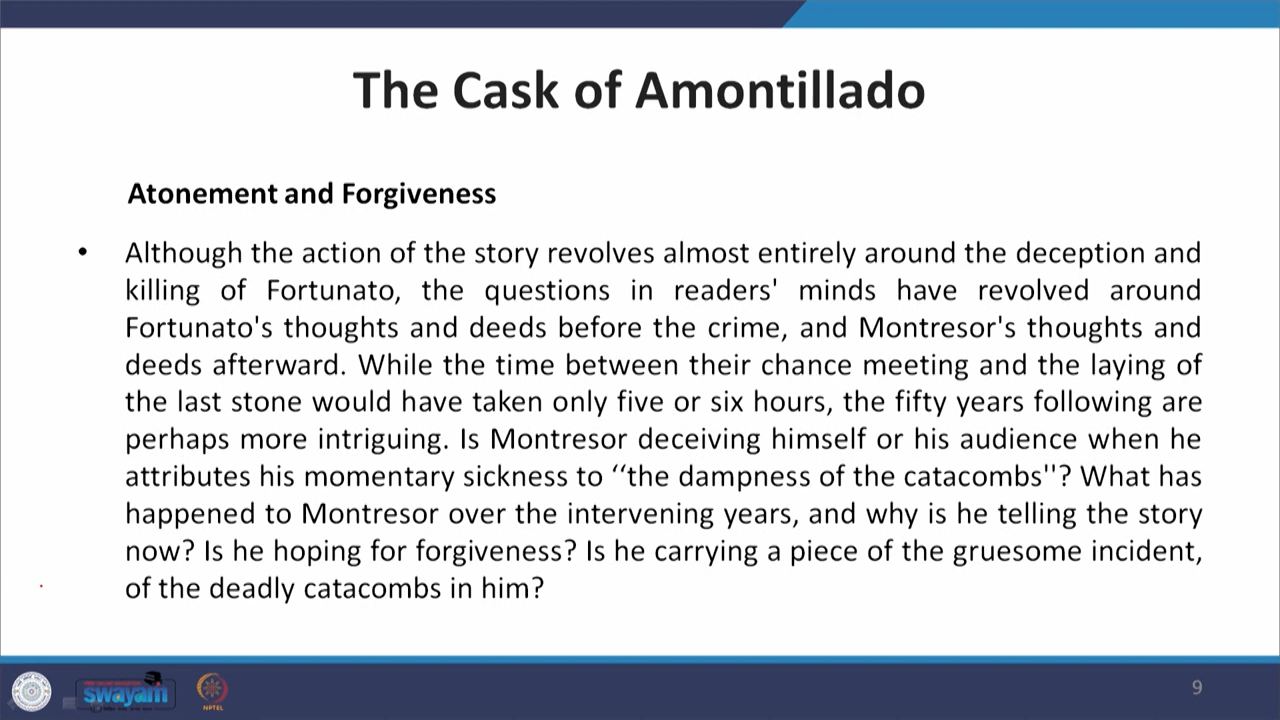 The Cask of Amontillado
Atonement and Forgiveness
• Although the action of the story revolves almost entirely around the deception and
killing of Fortunato, the questions in readers' minds have revolved around
Fortunato's thoughts and deeds before the crime, and Montresor's thoughts and
deeds afterward. While the time between their chance meeting and the laying of
the last stone would have taken only five or six hours, the fifty years following are
perhaps more intriguing. Is Montresor deceiving himself or his audience when he
attributes his momentary sickness to ‘‘the dampness of the catacombs''? What has
happened to Montresor over the intervening years, and why is he telling the story
now? Is he hoping for forgiveness? Is he carrying a piece of the gruesome incident,
of the deadly catacombs in him?
swayam
NPTEL
9